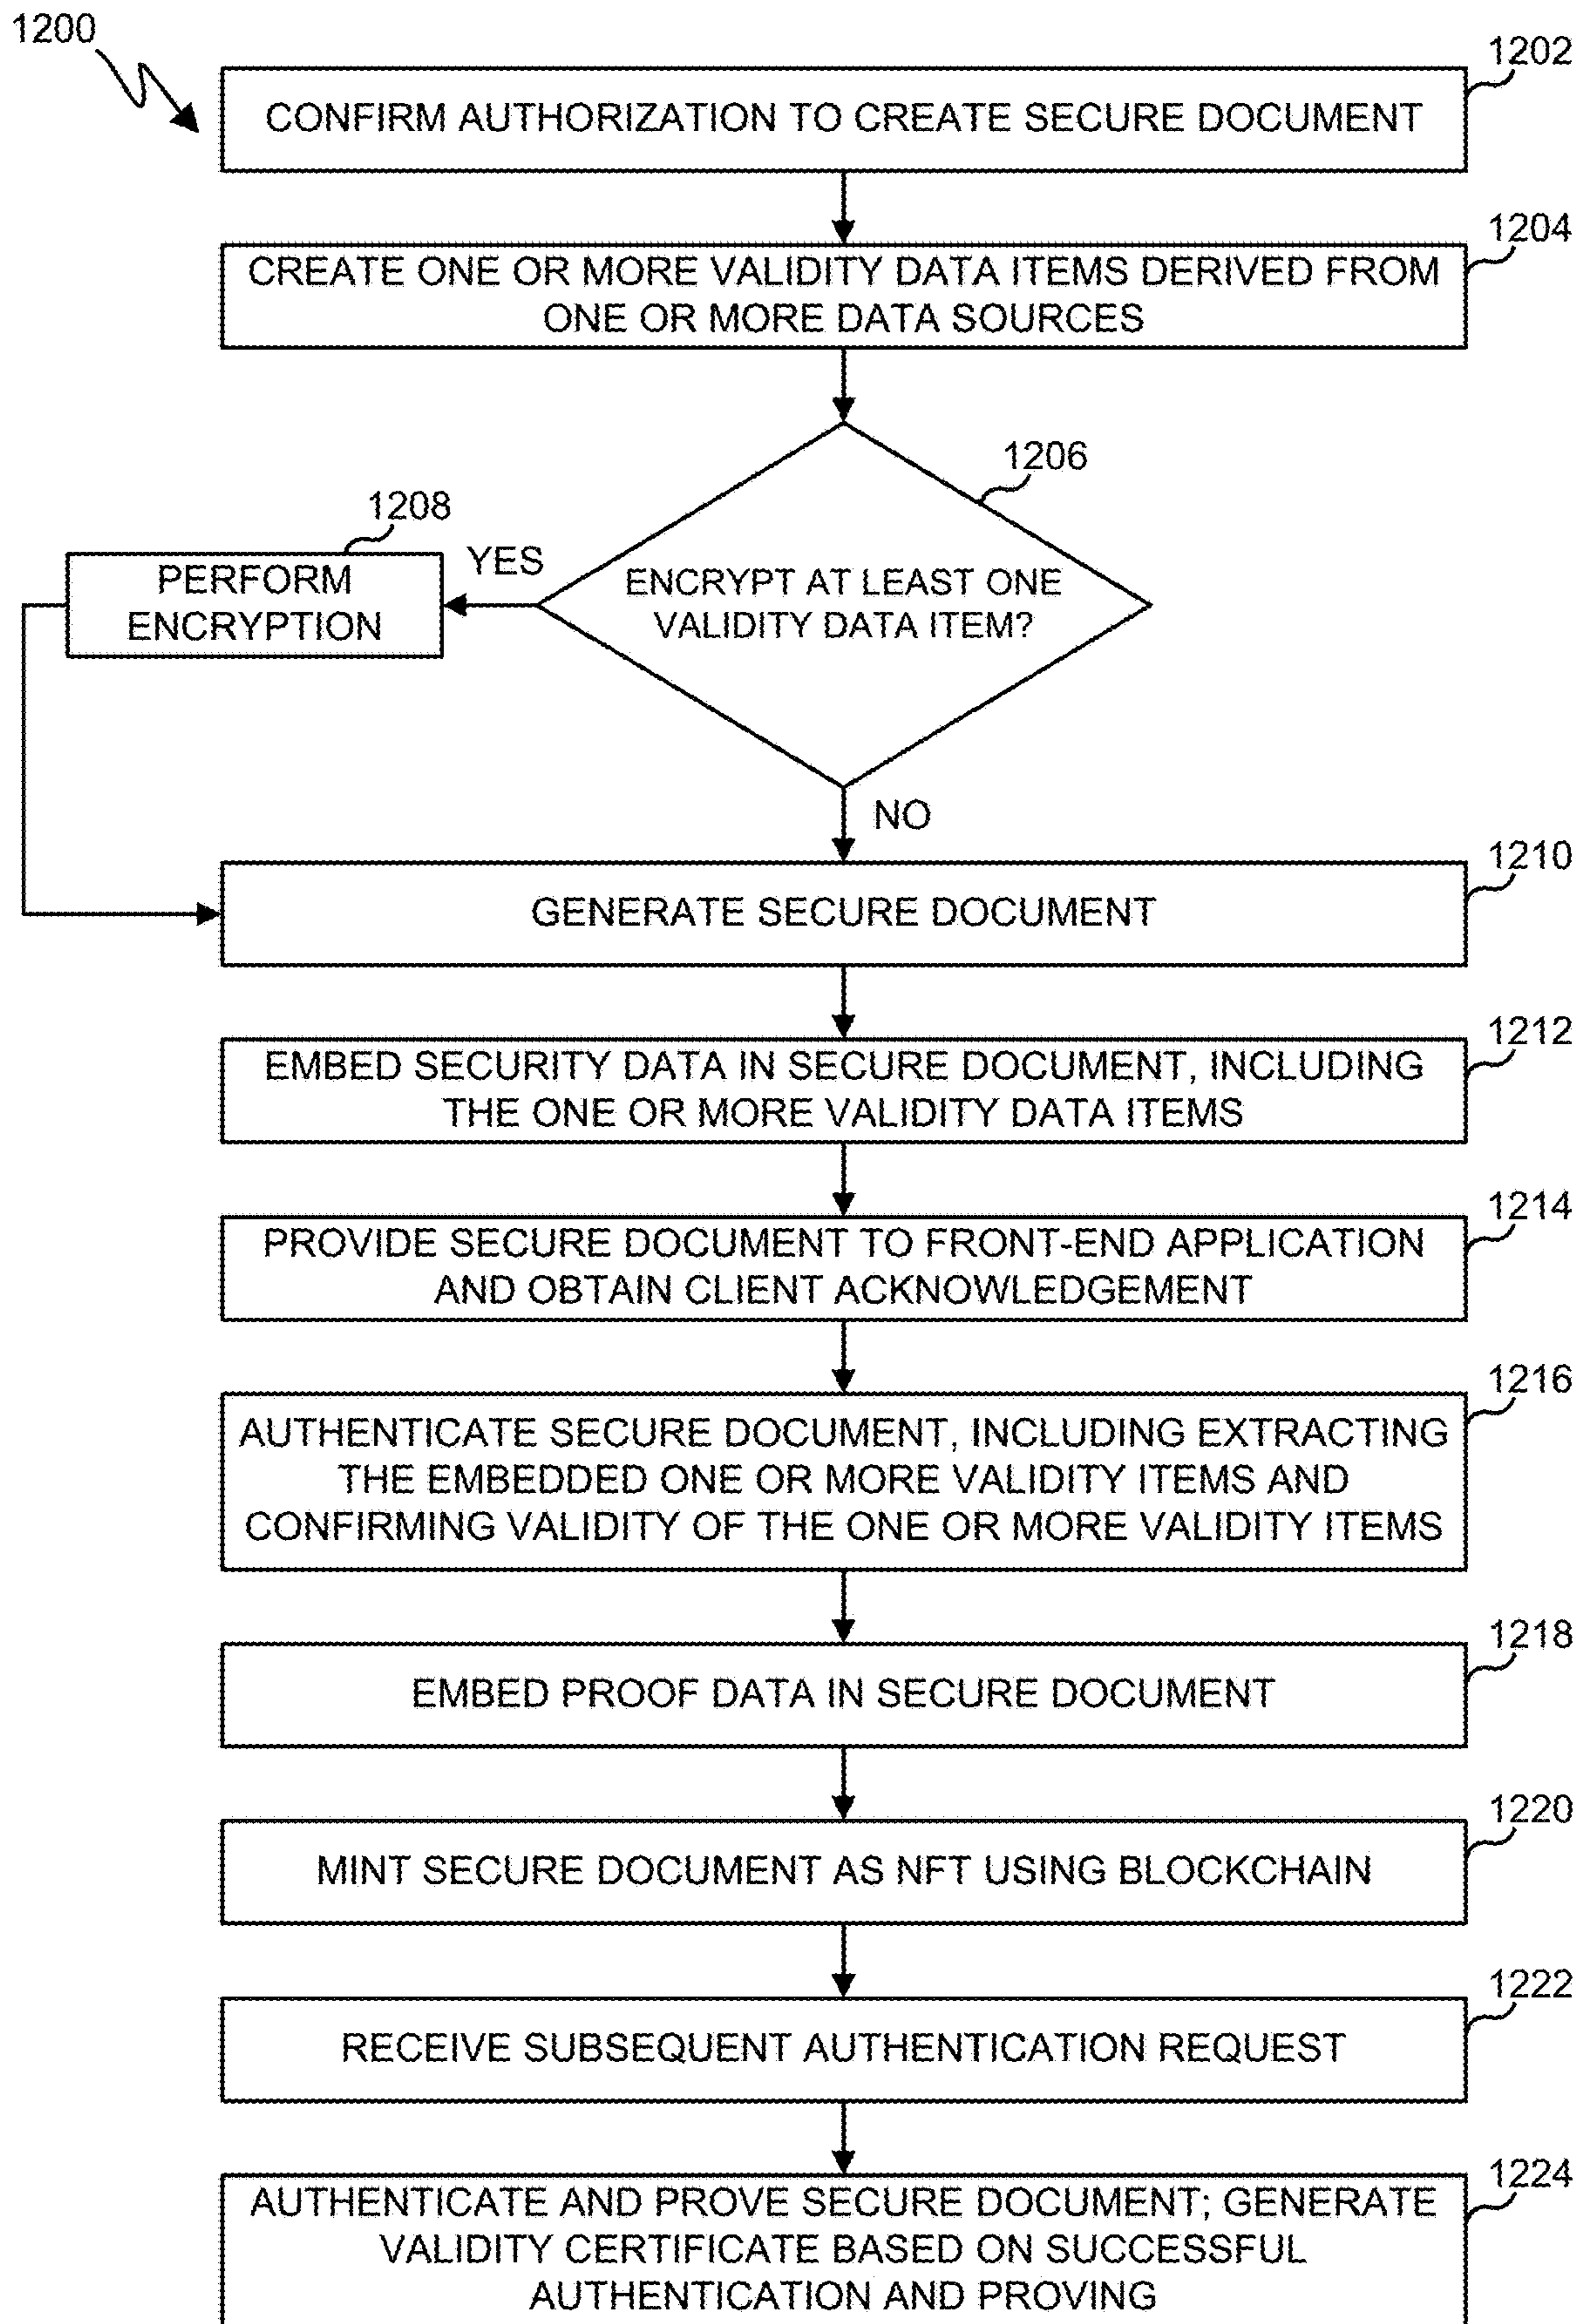 1200
1202
CONFIRM AUTHORIZATION TO CREATE SECURE DOCUMENT
1204
CREATE ONE OR MORE VALIDITY DATA ITEMS DERIVED FROM
ONE OR MORE DATA SOURCES
1206
ENCRYPT AT LEAST ONE
VALIDITY DATA ITEM?
YES
1208
PERFORM
ENCRYPTION
NO
1210
GENERATE SECURE DOCUMENT
1212
EMBED SECURITY DATA IN SECURE DOCUMENT, INCLUDING
THE ONE OR MORE VALIDITY DATA ITEMS
1214
PROVIDE SECURE DOCUMENT TO FRONT-END APPLICATION
AND OBTAIN CLIENT ACKNOWLEDGEMENT
1216
AUTHENTICATE SECURE DOCUMENT, INCLUDING EXTRACTING
THE EMBEDDED ONE OR MORE VALIDITY ITEMS AND
CONFIRMING VALIDITY OF THE ONE OR MORE VALIDITY ITEMS
1218
EMBED PROOF DATA IN SECURE DOCUMENT
1220
MINT SECURE DOCUMENT AS NFT USING BLOCKCHAIN
1222
RECEIVE SUBSEQUENT AUTHENTICATION REQUEST
1224
AUTHENTICATE AND PROVE SECURE DOCUMENT; GENERATE
VALIDITY CERTIFICATE BASED ON SUCCESSFUL
AUTHENTICATION AND PROVING